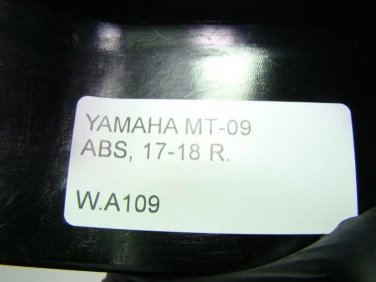 YAMAHA MT-09
ABS, 17-18 R.
W.A109